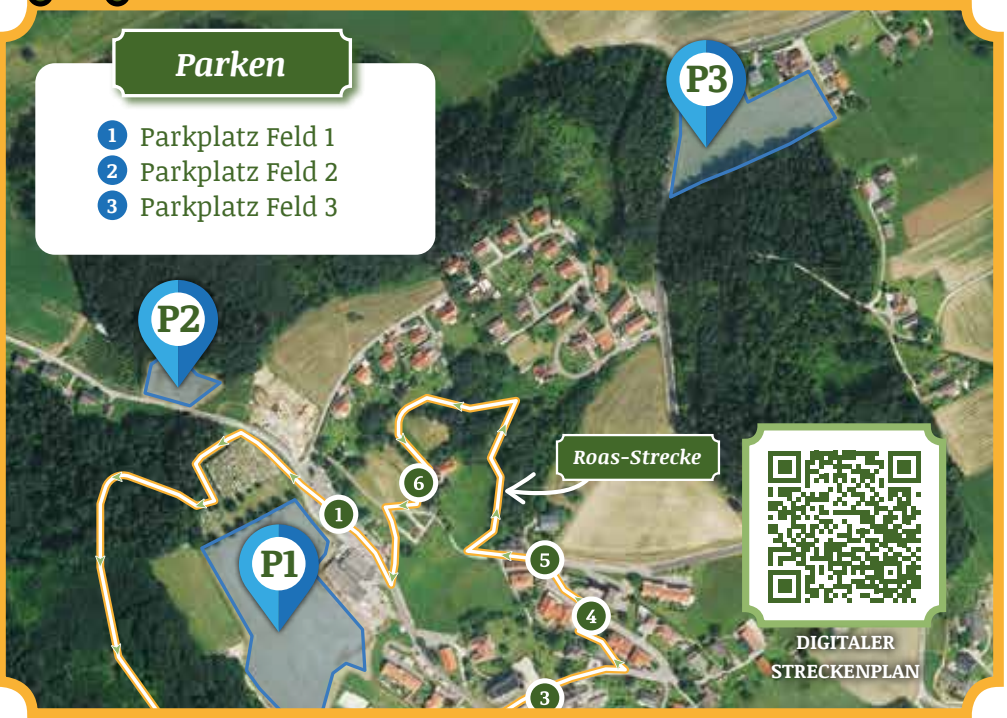 Parken
1 Parkplatz Feld 1
2 Parkplatz Feld 2
3 Parkplatz Feld 3
P3
P2
Roas-Strecke
6
1
P1
5
4
3
DIGITALER
STRECKENPLAN